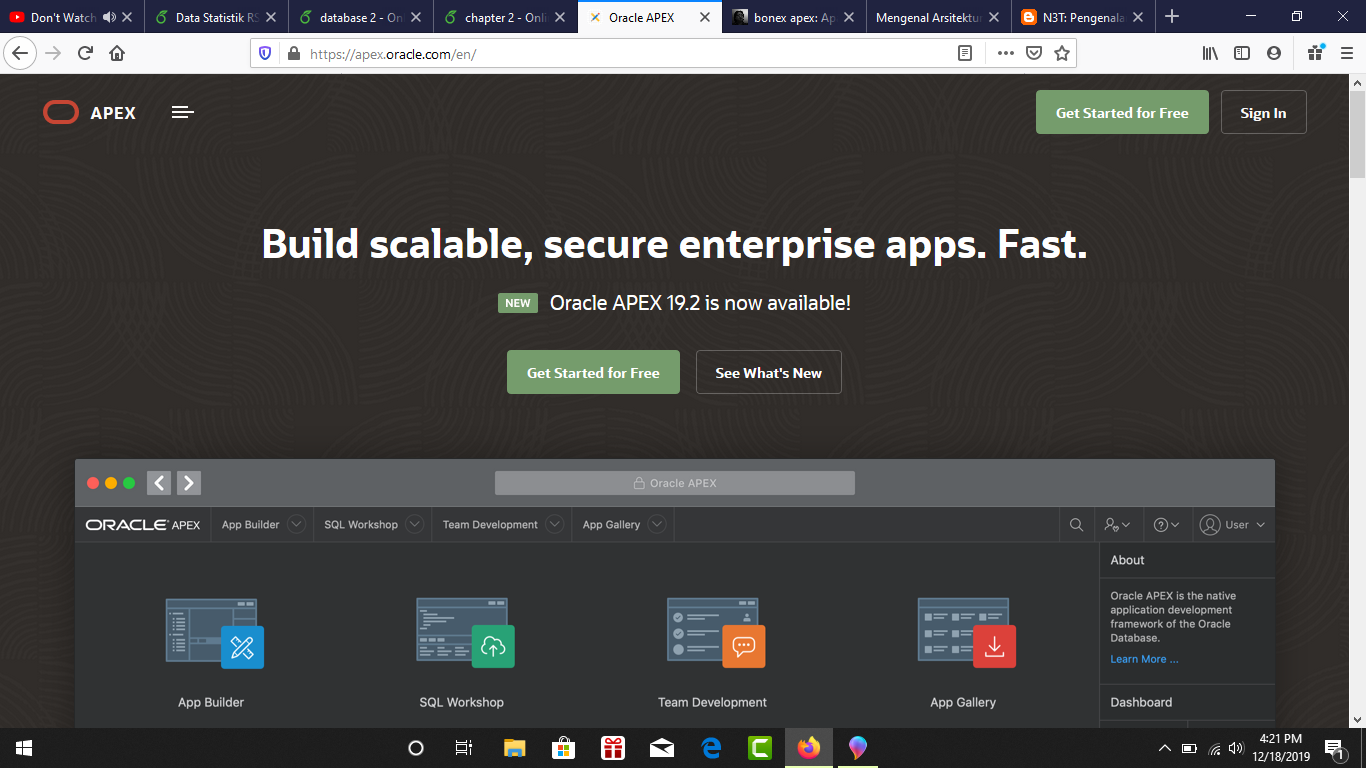 Don't Watch
Data Statistik RS
database 2 - On
chapter 2 - Onli
Oracle APEX
bonex apex: Ap
Mengenal Arsitektur
N3T: Pengenala
https://apex.oracle.com/en/
APEX
Get Started for Free
Sign In
Build scalable, secure enterprise apps. Fast.
NEW Oracle APEX 19.2 is now available!
Get Started for Free
See What's New
Oracle APEX
ORACLE APEX
App Builder
SQL Workshop
Team Development
App Gallery
User
About
Oracle APEX is the native
application development
framework of the Oracle
Database.
Learn More ...
App Builder
SQL Workshop
Team Development
App Gallery
Dashboard
4:21 PM
12/18/2019
1